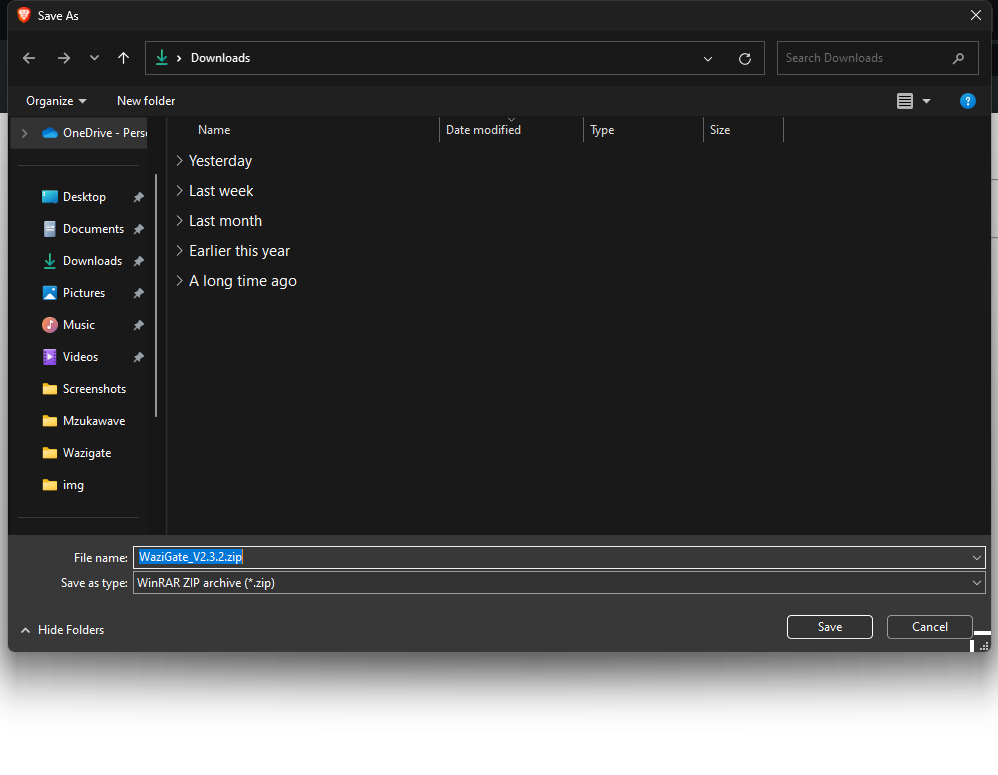 Save As
Downloads
Search Downloads
Organize
New folder
?
OneDrive - Perso
Name
Date modified
Type
Size
Yesterday
Last week
Last month
Earlier this year
A long time ago
Desktop
Documents
Downloads
Pictures
Music
Videos
Screenshots
Mzukawave
Wazigate
img
File name: WaziGate_V2.3.2.zip
Save as type: WinRAR ZIP archive (*.zip)
Hide Folders
Save
Cancel